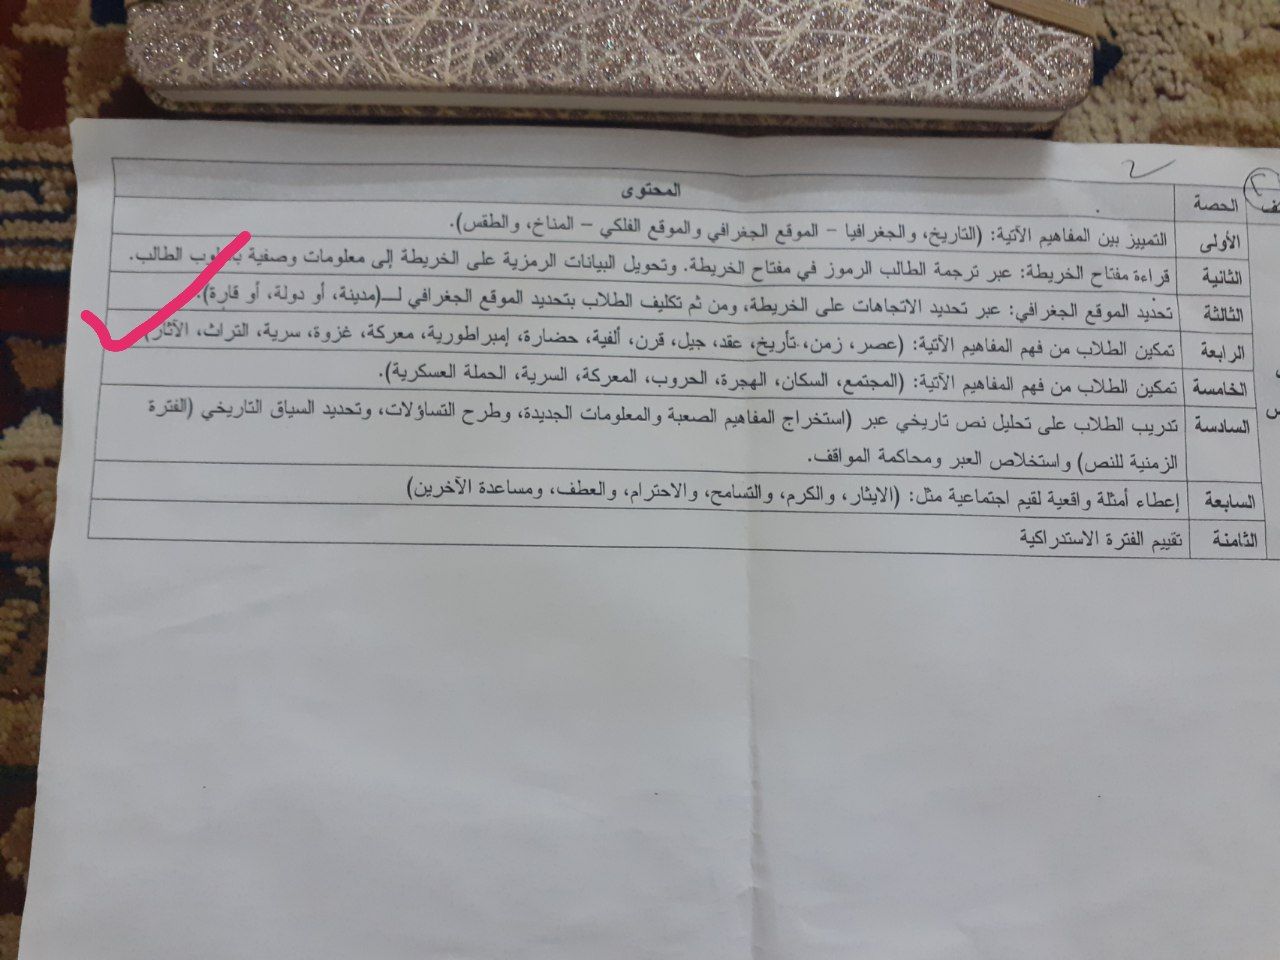 الحصة المحتوى
الأولى التمييز بين المفاهيم الآتية: (التاريخ، والجغرافيا – الموقع الجغرافي والموقع الفلكي – المناخ، والطقس).
الثانية قراءة مفتاح الخريطة: عبر ترجمة الطالب الرموز في مفتاح الخريطة. وتحويل البيانات الرمزية على الخريطة إلى معلومات وصفية الطالب.
الثالثة تحديد الموقع الجغرافي: عبر تحديد الاتجاهات على الخريطة، ومن ثم تكليف الطلاب بتحديد الموقع الجغرافي لـ(مدينة، أو دولة، أو قارة).
الرابعة تمكين الطلاب من فهم المفاهيم الآتية: (عصر، زمن، تأريخ، عقد، جيل، قرن، ألفية، حضارة، إمبراطورية، معركة، غزوة، سرية، التراث، الآثار)
الخامسة تمكين الطلاب من فهم المفاهيم الآتية: (المجتمع، السكان، الهجرة، الحروب، المعركة، السرية، الحملة العسكرية).
السادسة تدريب الطلاب على تحليل نص تاريخي عبر (استخراج المفاهيم الصعبة والمعلومات الجديدة، وطرح التساؤلات، وتحديد السياق التاريخي (الفترة
الزمنية للنص) واستخلاص العبر ومحاكمة المواقف.
السابعة إعطاء أمثلة واقعية لقيم اجتماعية مثل: (الايثار، والكرم، والتسامح، والاحترام، والعطف، ومساعدة الآخرين)
الثامنة تقييم الفترة الاستدراكية